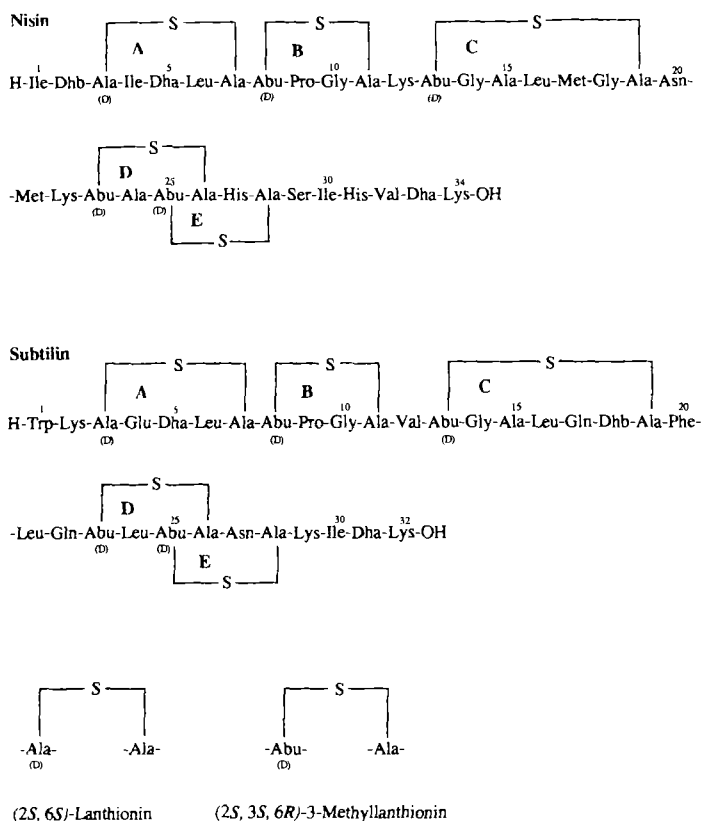 Nisin
S S S
A B C
1 5 10 15 20
H-Ile-Dhb-Ala-Ile-Dha-Leu-Ala-Abu-Pro-Gly-Ala-Lys-Abu-Gly-Ala-Leu-Met-Gly-Ala-Asn-
(D) (D) (D)
S
D 25 30 34
-Met-Lys-Abu-Ala-Abu-Ala-His-Ala-Ser-Ile-His-Val-Dha-Lys-OH
(D) (D) E
S
Subtilin
S S S
A B C
1 5 10 15 20
H-Trp-Lys-Ala-Glu-Dha-Leu-Ala-Abu-Pro-Gly-Ala-Val-Abu-Gly-Ala-Leu-Gln-Dhb-Ala-Phe-
(D) (D) (D)
S
D 25 30 32
-Leu-Gln-Abu-Leu-Abu-Ala-Asn-Ala-Lys-Ile-Dha-Lys-OH
(D) (D) E
S
S S
-Ala- -Ala- -Abu- -Ala-
(D) (D)
(2S, 6S)-Lanthionin (2S, 3S, 6R)-3-Methyllanthionin